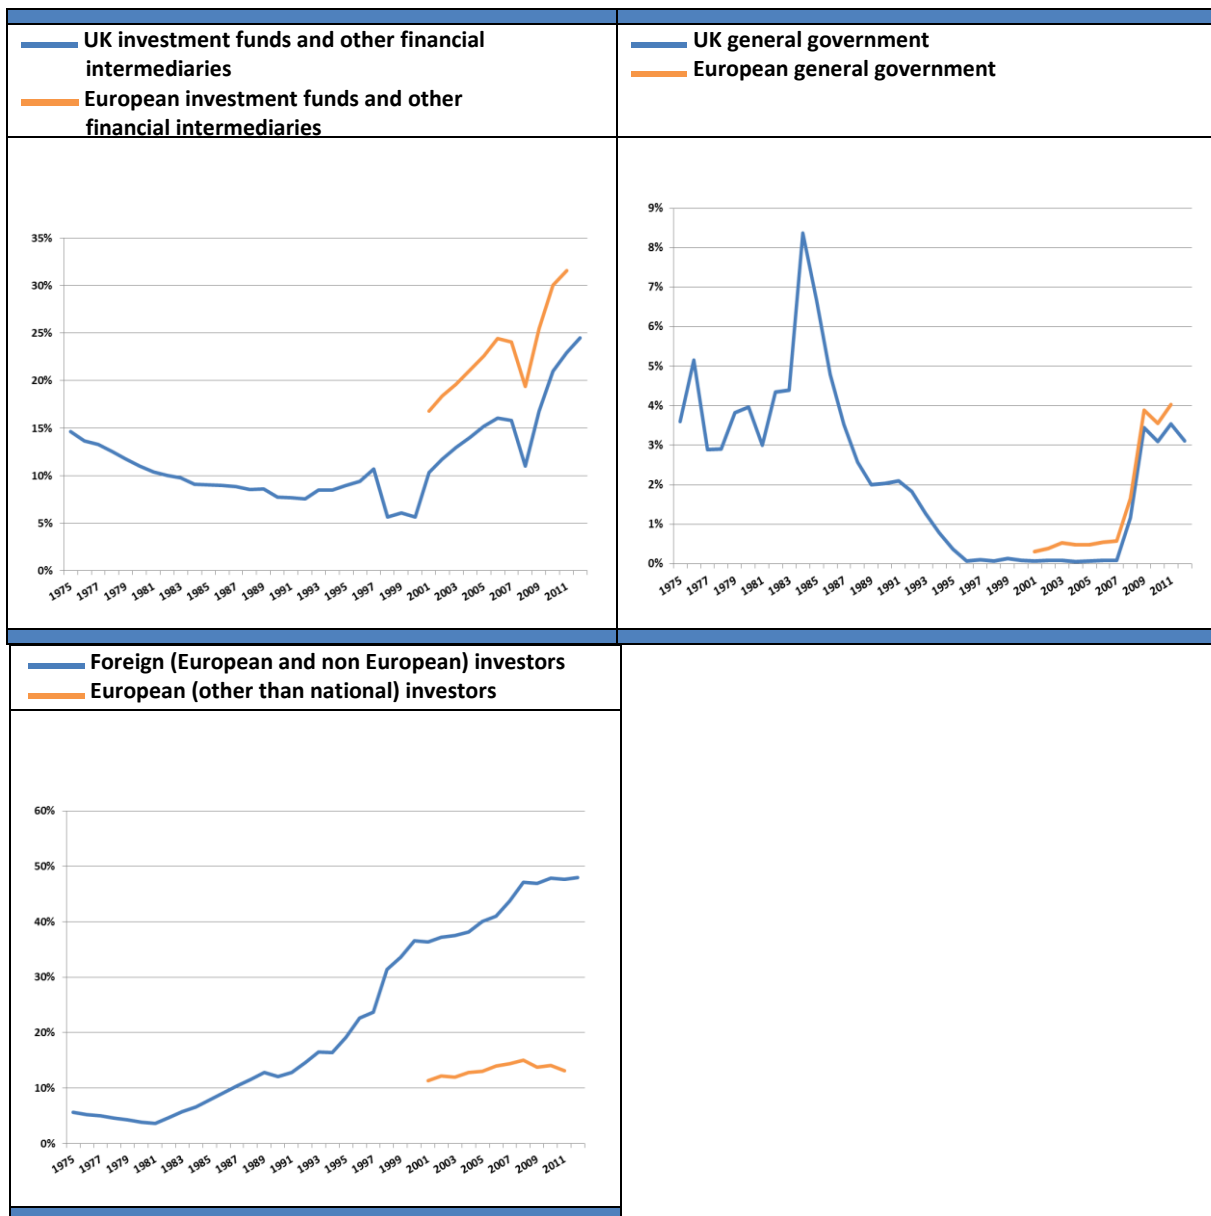 UK investment funds and other financial
intermediaries
European investment funds and other
financial intermediaries
UK general government
European general government
35%
30%
25%
20%
15%
10%
5%
0%
1975 1977 1979 1981 1983 1985 1987 1989 1991 1993 1995 1997 1999 2001 2003 2005 2007 2009 2011
9%
8%
7%
6%
5%
4%
3%
2%
1%
0%
1975 1977 1979 1981 1983 1985 1987 1989 1991 1993 1995 1997 1999 2001 2003 2005 2007 2009 2011
Foreign (European and non European) investors
European (other than national) investors
60%
50%
40%
30%
20%
10%
0%
1975 1977 1979 1981 1983 1985 1987 1989 1991 1993 1995 1997 1999 2001 2003 2005 2007 2009 2011